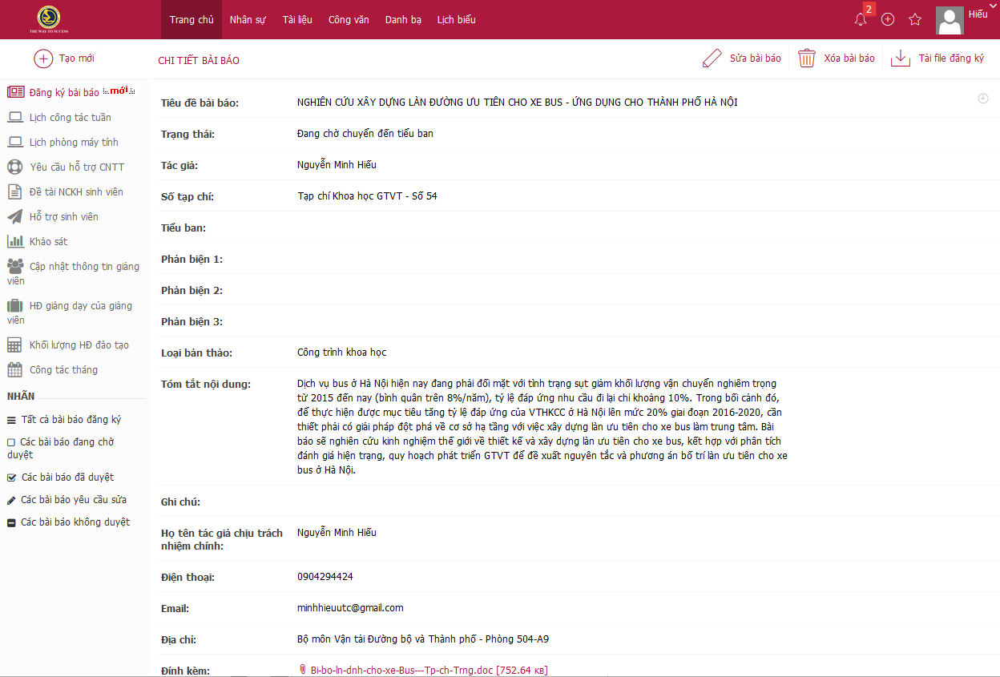 THE WAY TO SUCESS
Trang chủ Nhân sự Tài liệu Công văn Danh bạ Lịch biểu
2
Hiếu
Tạo mới
CHI TIẾT BÀI BÁO
Sửa bài báo Xóa bài báo Tải file đăng ký
Đăng ký bài báo mới
Lịch công tác tuần
Lịch phòng máy tính
Yêu cầu hỗ trợ CNTT
Đề tài NCKH sinh viên
Hỗ trợ sinh viên
Khảo sát
Cập nhật thông tin giảng
viên
HĐ giảng dạy của giảng
viên
Khối lượng HĐ đào tạo
Công tác tháng
NHÃN
Tất cả bài báo đăng ký
Các bài báo đang chờ
duyệt
Các bài báo đã duyệt
Các bài báo yêu cầu sửa
Các bài báo không duyệt
Tiêu đề bài báo: NGHIÊN CỨU XÂY DỰNG LÀN ĐƯỜNG ƯU TIÊN CHO XE BUS - ỨNG DỤNG CHO THÀNH PHỐ HÀ NỘI
Trạng thái: Đang chờ chuyển đến tiểu ban
Tác giả: Nguyễn Minh Hiếu
Số tạp chí: Tạp chí Khoa học GTVT - Số 54
Tiểu ban:
Phản biện 1:
Phản biện 2:
Phản biện 3:
Loại bản thảo: Công trình khoa học
Tóm tắt nội dung: Dịch vụ bus ở Hà Nội hiện nay đang phải đối mặt với tình trạng sụt giảm khối lượng vận chuyển nghiêm trọng
từ 2015 đến nay (bình quân trên 8%/năm), tỷ lệ đáp ứng nhu cầu đi lại chỉ khoảng 10%. Trong bối cảnh đó,
để thực hiện được mục tiêu tăng tỷ lệ đáp ứng của VTHKCC ở Hà Nội lên mức 20% giai đoạn 2016-2020, cần
thiết phải có giải pháp đột phá về cơ sở hạ tầng với việc xây dựng làn ưu tiên cho xe bus làm trung tâm. Bài
báo sẽ nghiên cứu kinh nghiệm thế giới về thiết kế và xây dựng làn ưu tiên cho xe bus, kết hợp với phân tích
đánh giá hiện trạng, quy hoạch phát triển GTVT để đề xuất nguyên tắc và phương án bố trí làn ưu tiên cho xe
bus ở Hà Nội.
Ghi chú:
Họ tên tác giả chịu trách Nguyễn Minh Hiếu
nhiệm chính:
Điện thoại: 0904294424
Email: minhhieuutc@gmail.com
Địa chỉ: Bộ môn Vận tải Đường bộ và Thành phố - Phòng 504-A9
Đính kèm: Bi-bo-ln-dnh-cho-xe-Bus---Tp-ch-Trng.doc [752.64 KB]